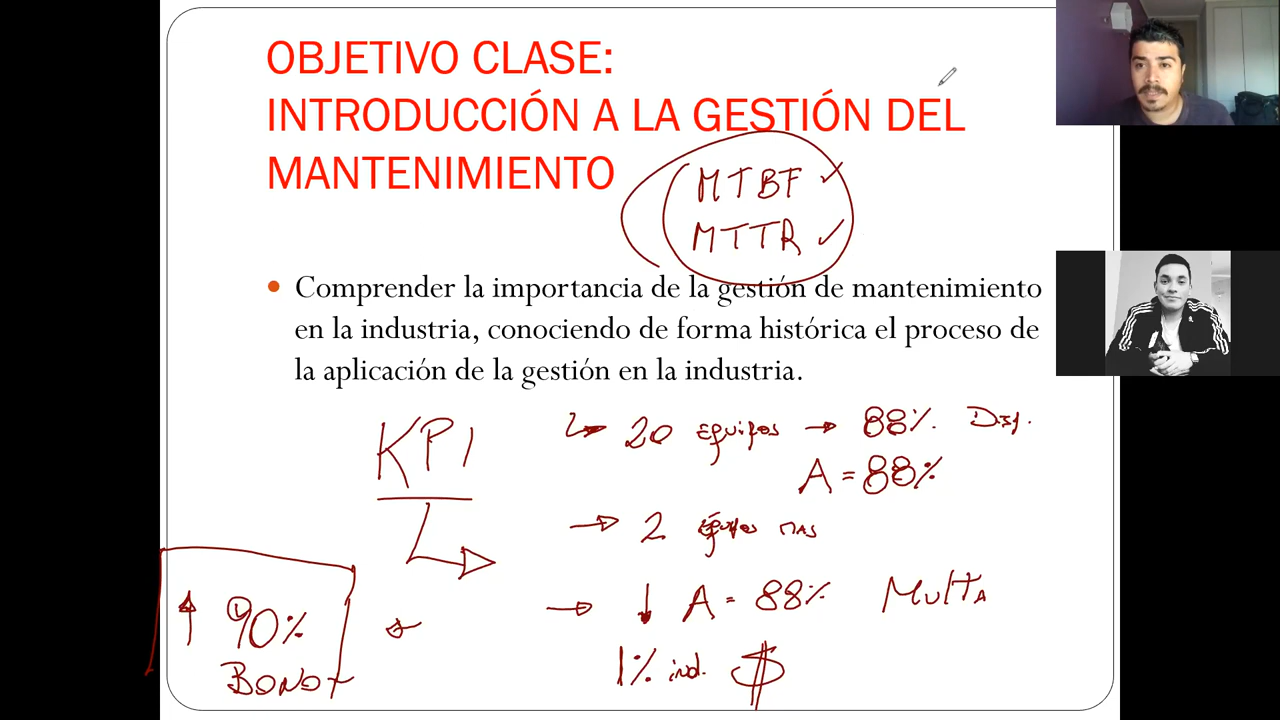 OBJETIVO CLASE:
INTRODUCCIÓN A LA GESTIÓN DEL
MANTENIMIENTO
MTBF ✓
MTTR ✓
Comprender la importancia de la gestión de mantenimiento
en la industria, conociendo de forma histórica el proceso de
la aplicación de la gestión en la industria.
KPI
20 equipos → 88% Disp.
A = 88%
→ 2 equipos mas
→ ↓ A = 88% Multa
1% ind. $
↑ 90%
BONO +